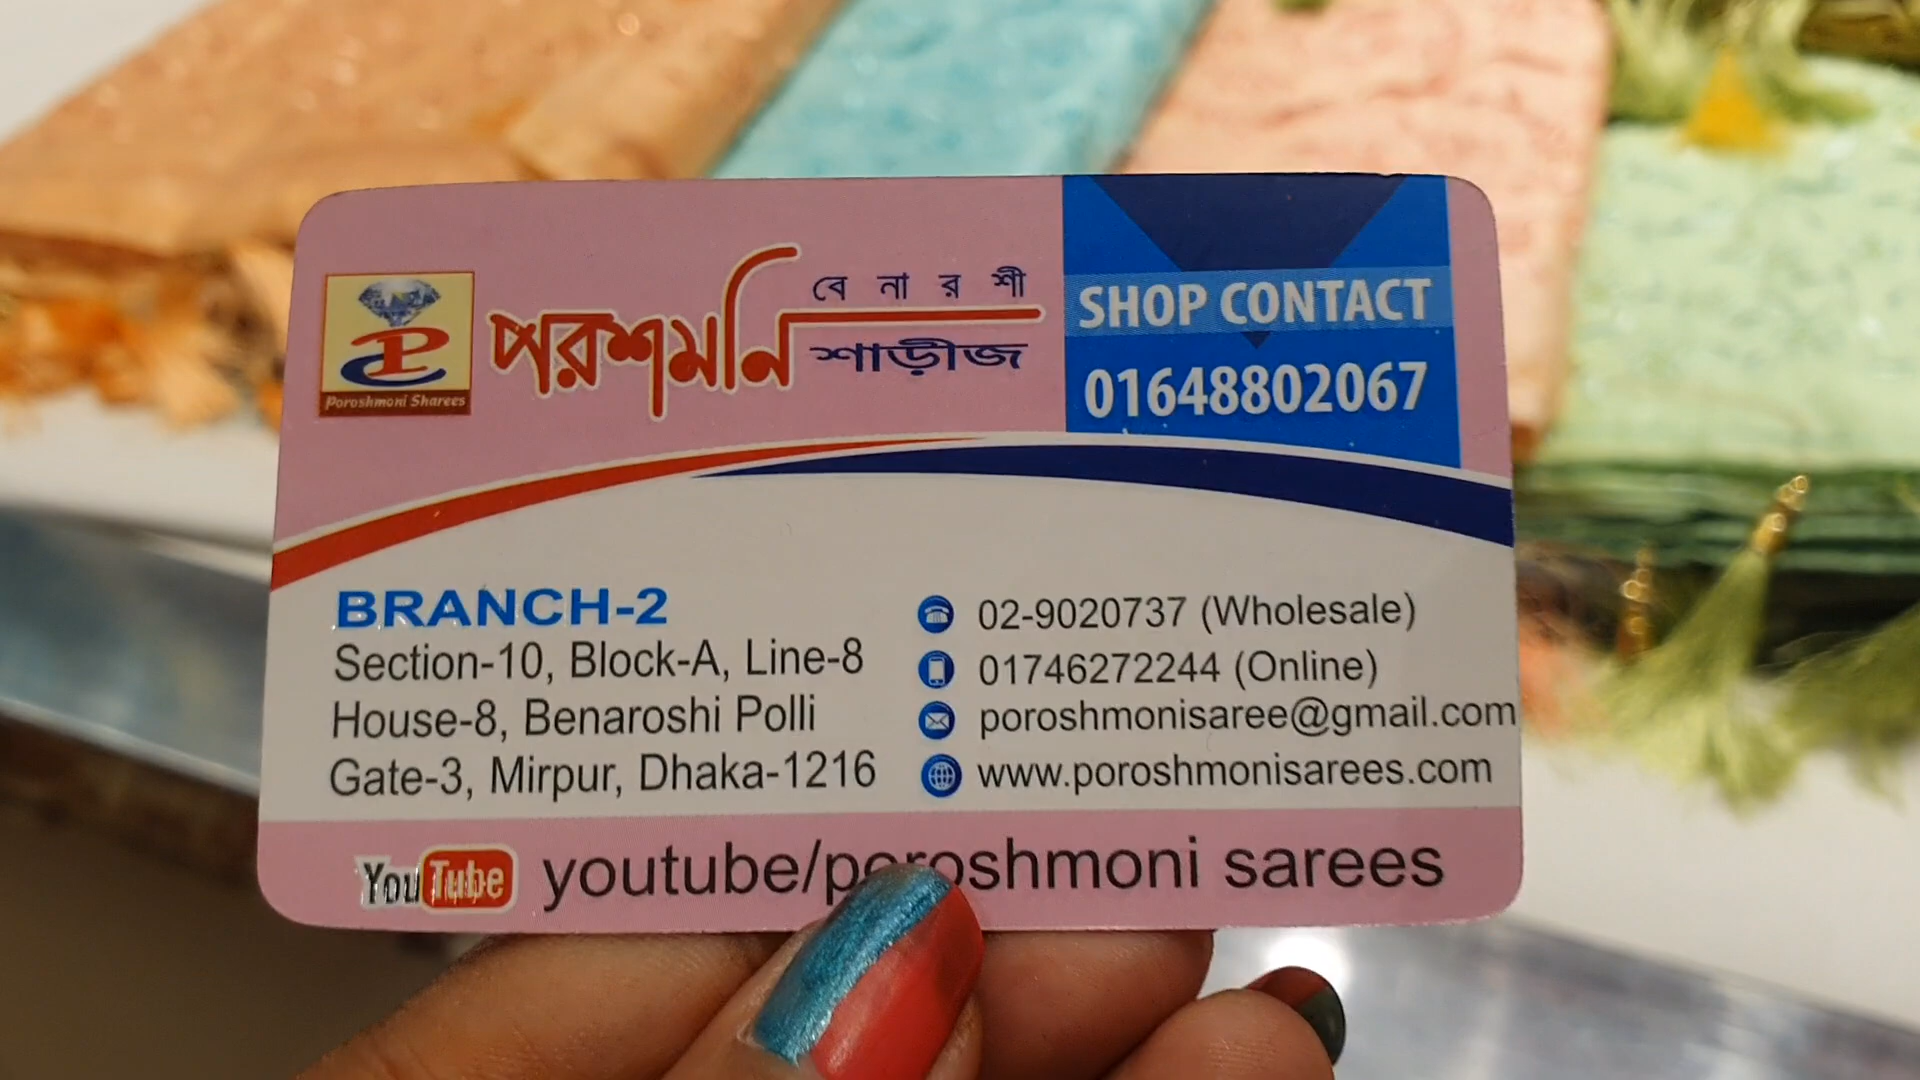 Poroshmoni Sharees
পরশমনি
বেনারশী
শাড়ীজ
SHOP CONTACT
01648802067
BRANCH-2
Section-10, Block-A, Line-8
House-8, Benaroshi Polli
Gate-3, Mirpur, Dhaka-1216
02-9020737 (Wholesale)
01746272244 (Online)
poroshmonisaree@gmail.com
www.poroshmonisarees.com
YouTube youtube/poroshmoni sarees